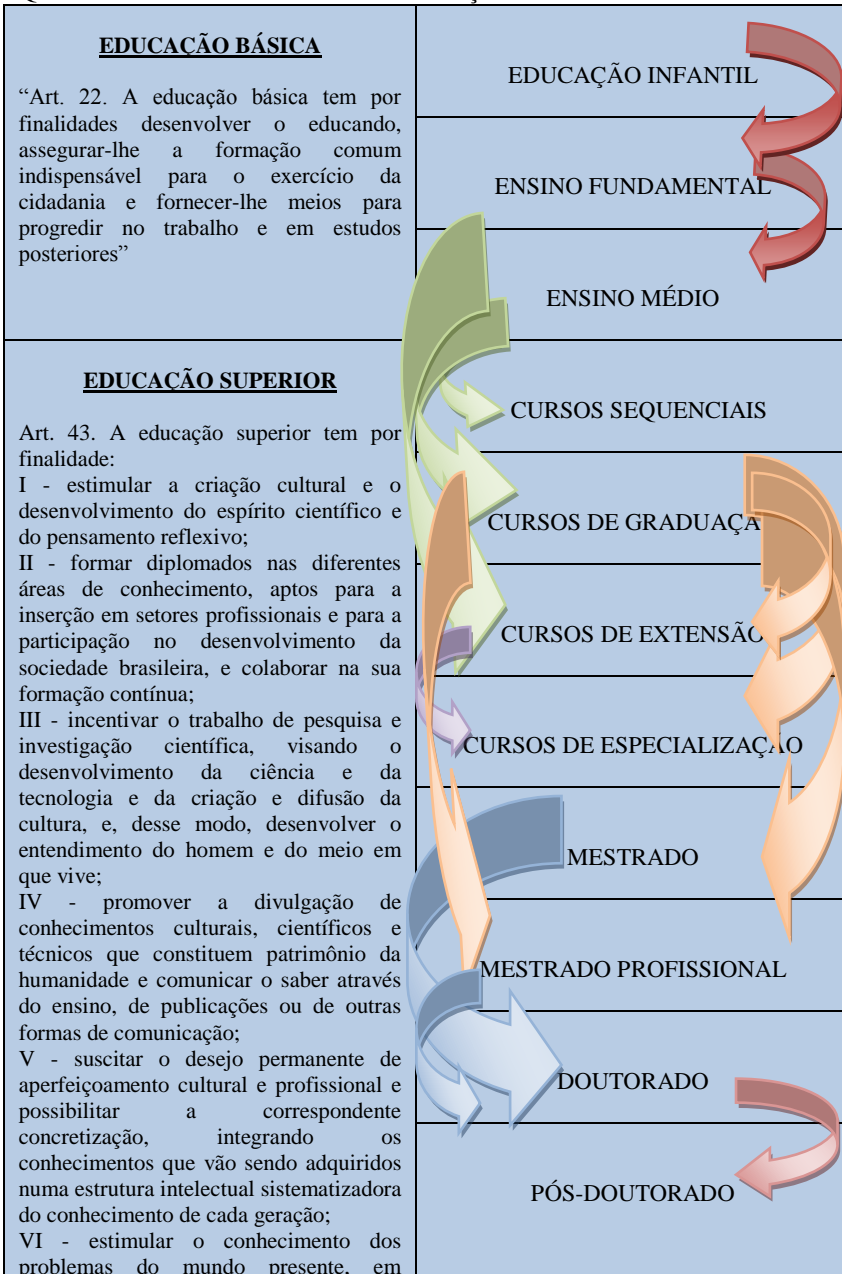 EDUCAÇÃO BÁSICA
“Art. 22. A educação básica tem por
finalidades desenvolver o educando,
assegurar-lhe a formação comum
indispensável para o exercício da
cidadania e fornecer-lhe meios para
progredir no trabalho e em estudos
posteriores”
EDUCAÇÃO INFANTIL
ENSINO FUNDAMENTAL
ENSINO MÉDIO
EDUCAÇÃO SUPERIOR
Art. 43. A educação superior tem por
finalidade:
I - estimular a criação cultural e o
desenvolvimento do espírito científico e
do pensamento reflexivo;
II - formar diplomados nas diferentes
áreas de conhecimento, aptos para a
inserção em setores profissionais e para a
participação no desenvolvimento da
sociedade brasileira, e colaborar na sua
formação contínua;
III - incentivar o trabalho de pesquisa e
investigação científica, visando o
desenvolvimento da ciência e da
tecnologia e da criação e difusão da
cultura, e, desse modo, desenvolver o
entendimento do homem e do meio em
que vive;
IV - promover a divulgação de
conhecimentos culturais, científicos e
técnicos que constituem patrimônio da
humanidade e comunicar o saber através
do ensino, de publicações ou de outras
formas de comunicação;
V - suscitar o desejo permanente de
aperfeiçoamento cultural e profissional e
possibilitar a correspondente
concretização, integrando os
conhecimentos que vão sendo adquiridos
numa estrutura intelectual sistematizadora
do conhecimento de cada geração;
VI - estimular o conhecimento dos
problemas do mundo presente, em
CURSOS SEQUENCIAIS
CURSOS DE GRADUAÇÃ
CURSOS DE EXTENSÃO
CURSOS DE ESPECIALIZAÇÃO
MESTRADO
MESTRADO PROFISSIONAL
DOUTORADO
PÓS-DOUTORADO